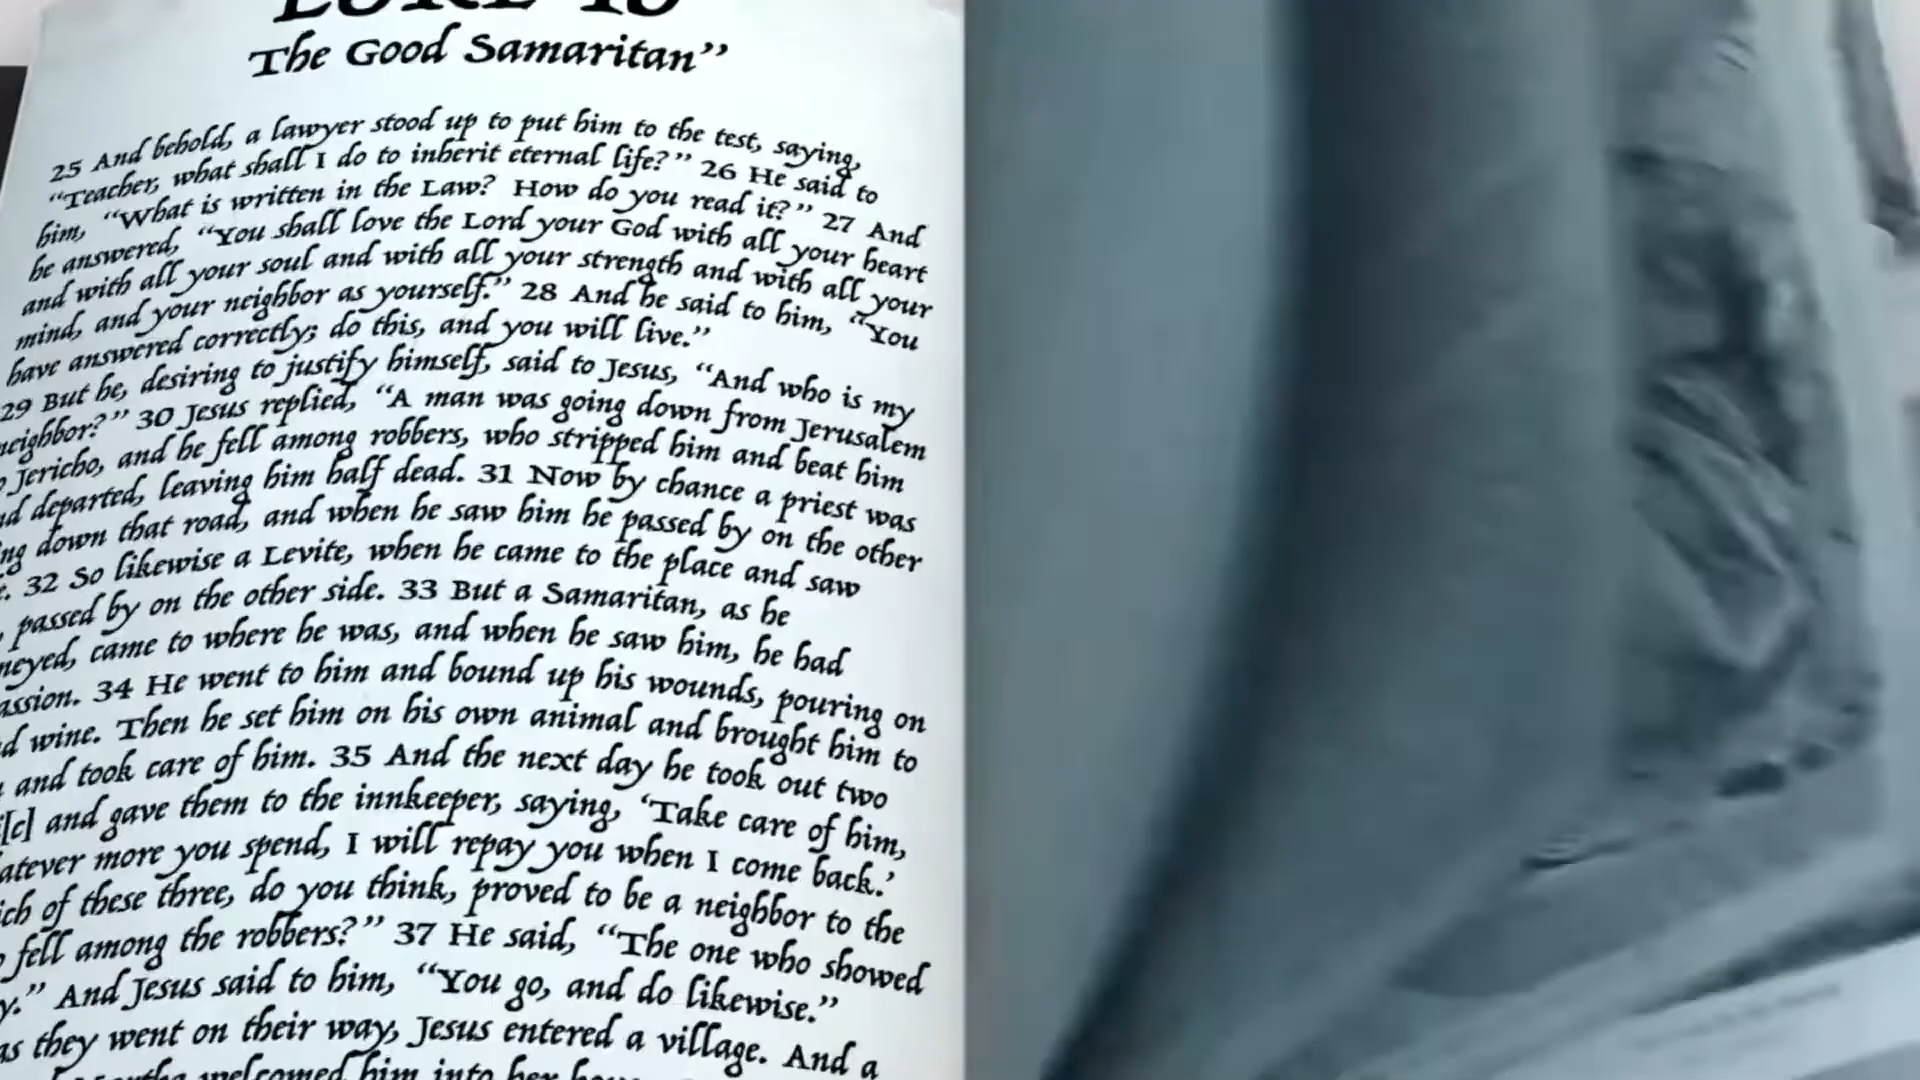 The Good Samaritan”
25 And behold, a lawyer stood up to put him to the test, saying,
“Teacher, what shall I do to inherit eternal life?” 26 He said to
him, “What is written in the Law? How do you read it?” 27 And
he answered, “You shall love the Lord your God with all your heart
and with all your soul and with all your strength and with all your
mind, and your neighbor as yourself.” 28 And he said to him, “You
have answered correctly; do this, and you will live.”
29 But he, desiring to justify himself, said to Jesus, “And who is my
neighbor?” 30 Jesus replied, “A man was going down from Jerusalem
Jericho, and he fell among robbers, who stripped him and beat him
departed, leaving him half dead. 31 Now by chance a priest was
down that road, and when he saw him he passed by on the other
32 So likewise a Levite, when he came to the place and saw
passed by on the other side. 33 But a Samaritan, as he
came to where he was, and when he saw him, he had
34 He went to him and bound up his wounds, pouring on
wine. Then he set him on his own animal and brought him to
and took care of him. 35 And the next day he took out two
[c] and gave them to the innkeeper, saying, ‘Take care of him,
more you spend, I will repay you when I come back.’
of these three, do you think, proved to be a neighbor to the
fell among the robbers?” 37 He said, “The one who showed
And Jesus said to him, “You go, and do likewise.”
as they went on their way, Jesus entered a village. And a
welcomed him into her